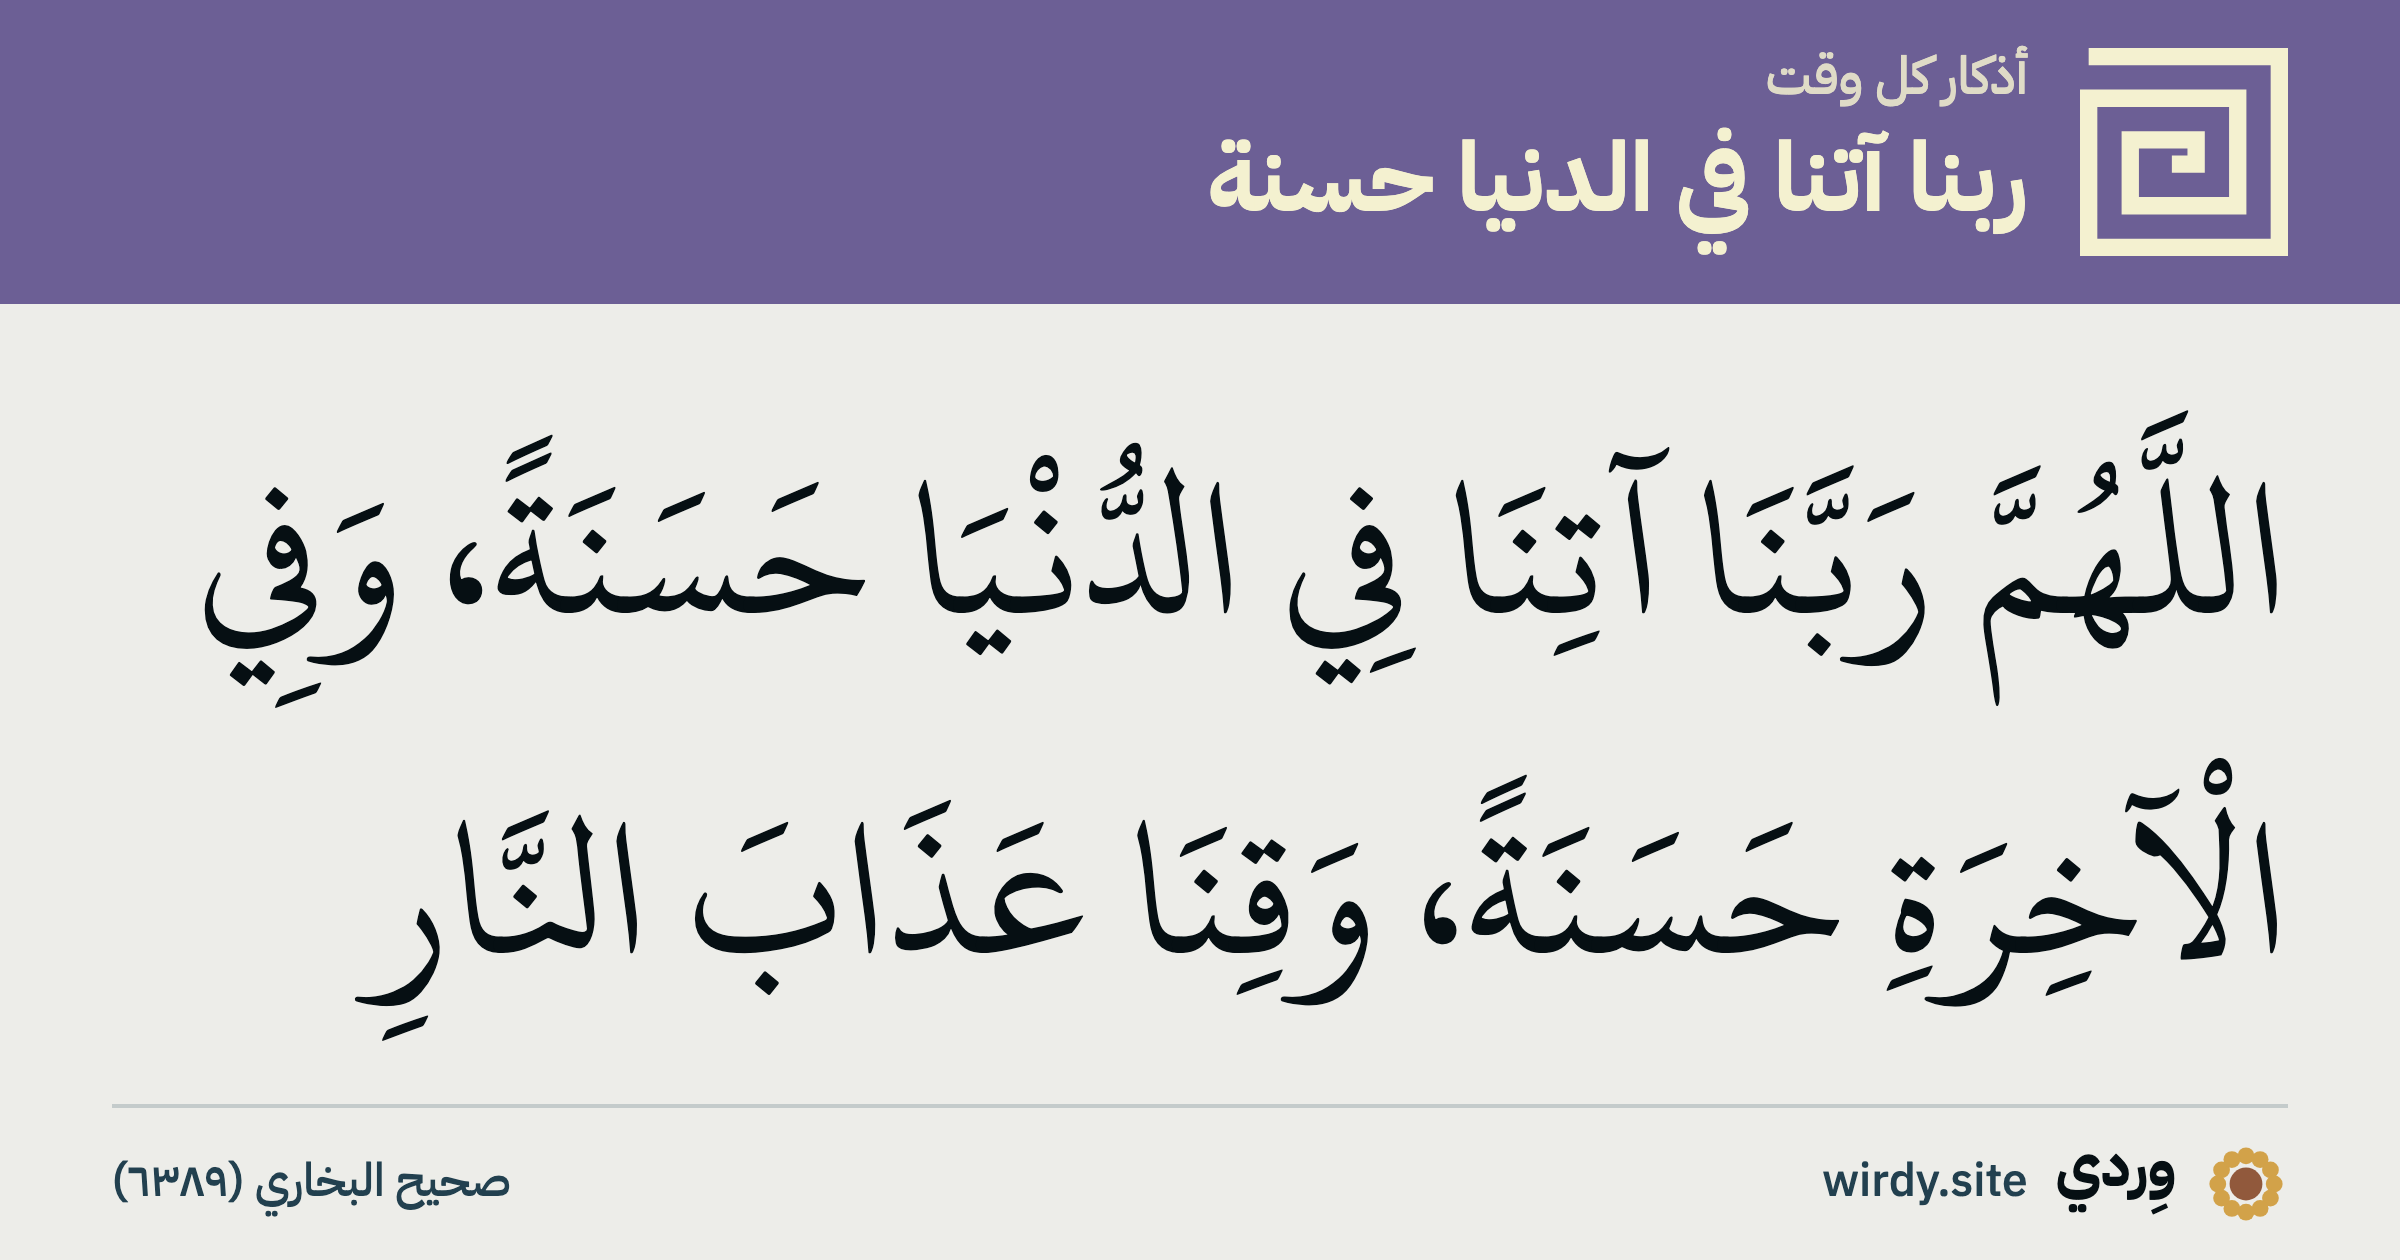 أذكار كل وقت
ربنا آتنا في الدنيا حسنة
اللَّهُمَّ رَبَّنَا آتِنَا فِي الدُّنْيَا حَسَنَةً، وَفِي
الْآخِرَةِ حَسَنَةً، وَقِنَا عَذَابَ النَّارِ
وِردي wirdy.site
صحيح البخاري (٦٣٨٩)